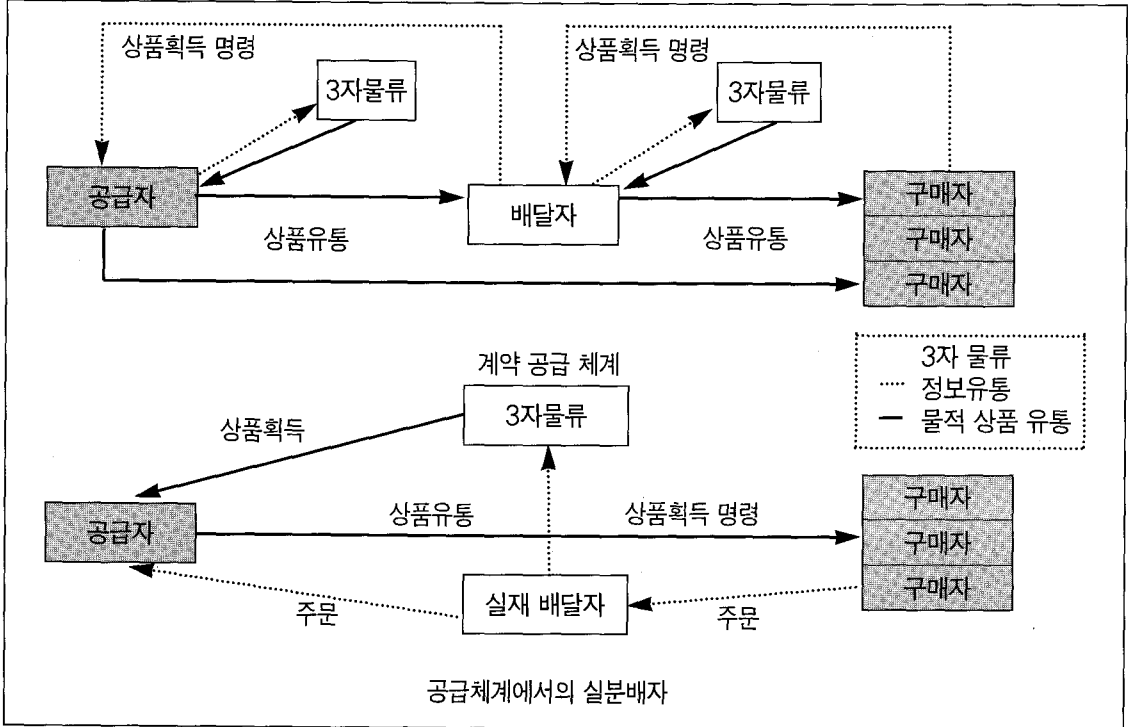 상품획득 명령
상품획득 명령
3자물류
3자물류
공급자
배달자
구매자
구매자
구매자
상품유통
상품유통
3자 물류
정보유통
물적 상품 유통
계약 공급 체계
3자물류
상품획득
공급자
상품유통
상품획득 명령
구매자
구매자
구매자
실재 배달자
주문
주문
공급체계에서의 실분배자